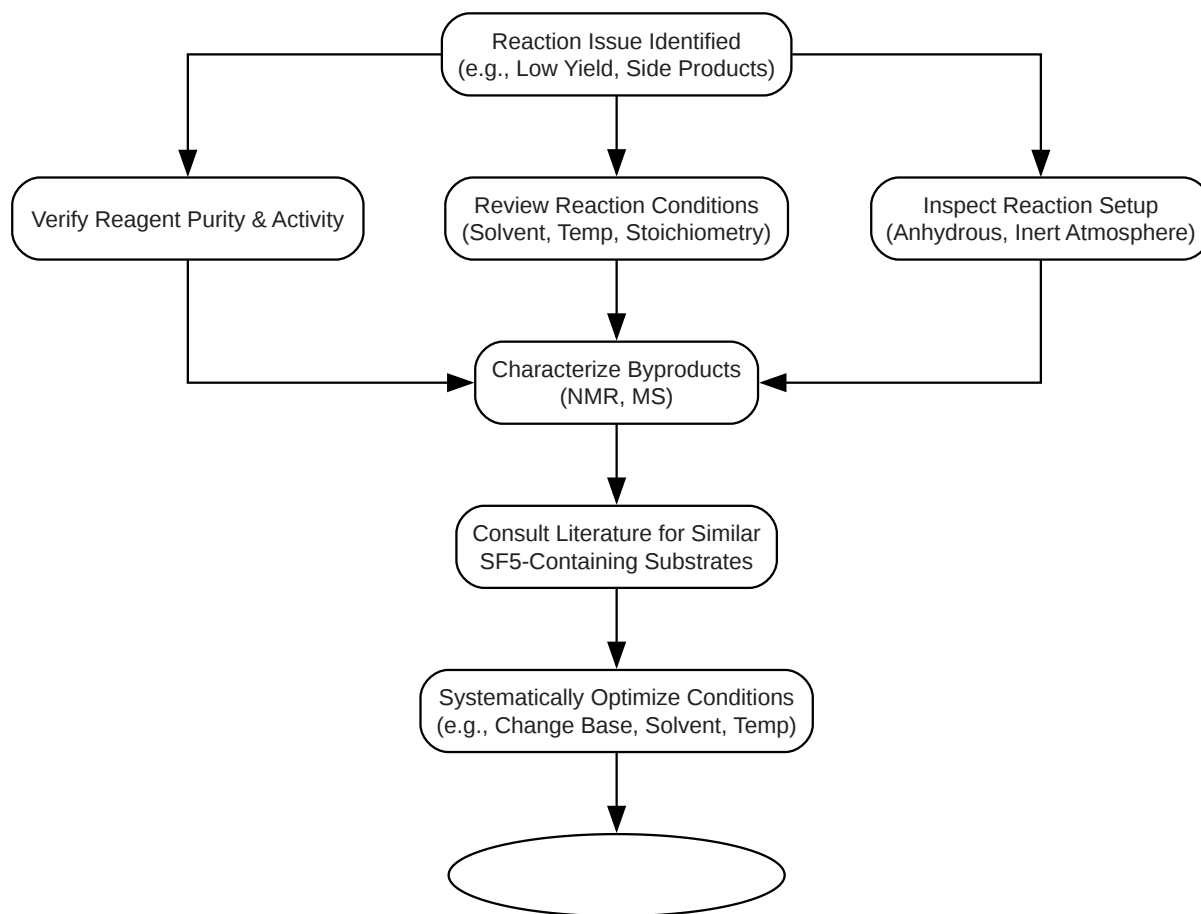 Reaction Issue Identified
(e.g., Low Yield, Side Products)
Verify Reagent Purity & Activity
Review Reaction Conditions
(Solvent, Temp, Stoichiometry)
Inspect Reaction Setup
(Anhydrous, Inert Atmosphere)
Characterize Byproducts
(NMR, MS)
Consult Literature for Similar
SF5-Containing Substrates
Systematically Optimize Conditions
(e.g., Change Base, Solvent, Temp)